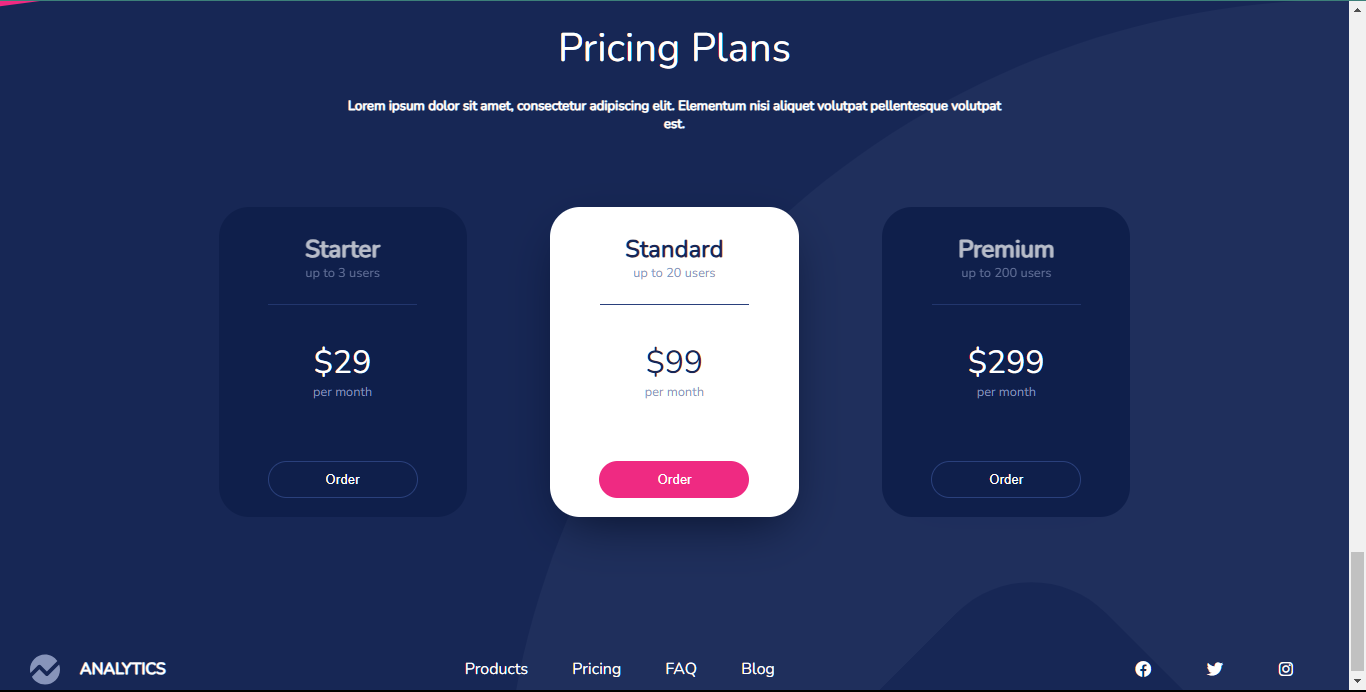 Pricing Plans
Lorem ipsum dolor sit amet, consectetur adipiscing elit. Elementum nisi aliquet volutpat pellentesque volutpat
est.
Starter
up to 3 users
$29
per month
Order
Standard
up to 20 users
$99
per month
Order
Premium
up to 200 users
$299
per month
Order
ANALYTICS
Products
Pricing
FAQ
Blog